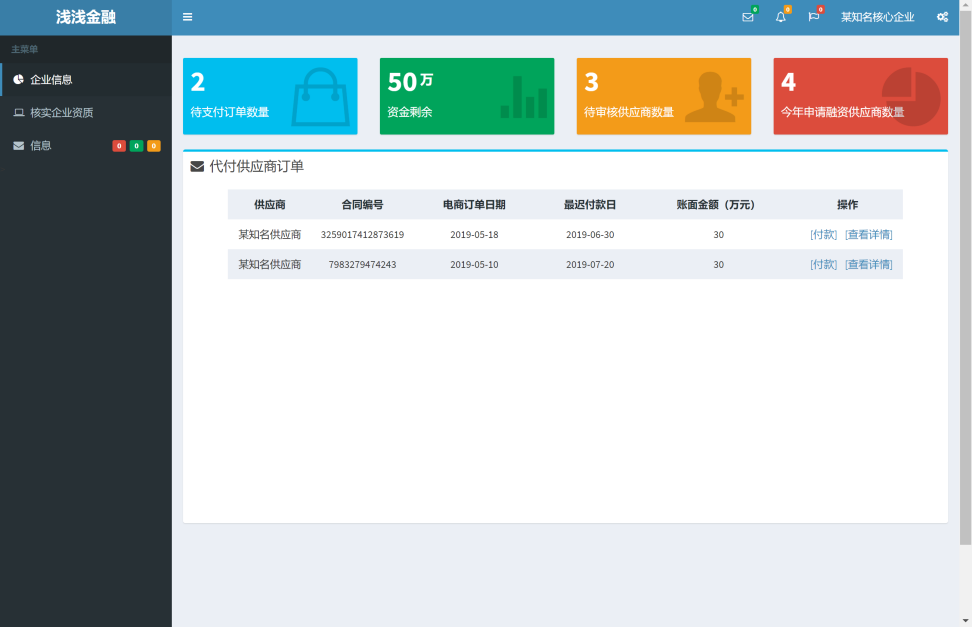 浅浅金融
0 0 0 某知名核心企业
主菜单
企业信息
核实企业资质
信息 0 0 0
2
待支付订单数量
50万
资金剩余
3
待审核供应商数量
4
今年申请融资供应商数量
代付供应商订单
供应商 合同编号 电商订单日期 最迟付款日 账面金额（万元） 操作
某知名供应商 3259017412873619 2019-05-18 2019-06-30 30 [付款] [查看详情]
某知名供应商 7983279474243 2019-05-10 2019-07-20 30 [付款] [查看详情]